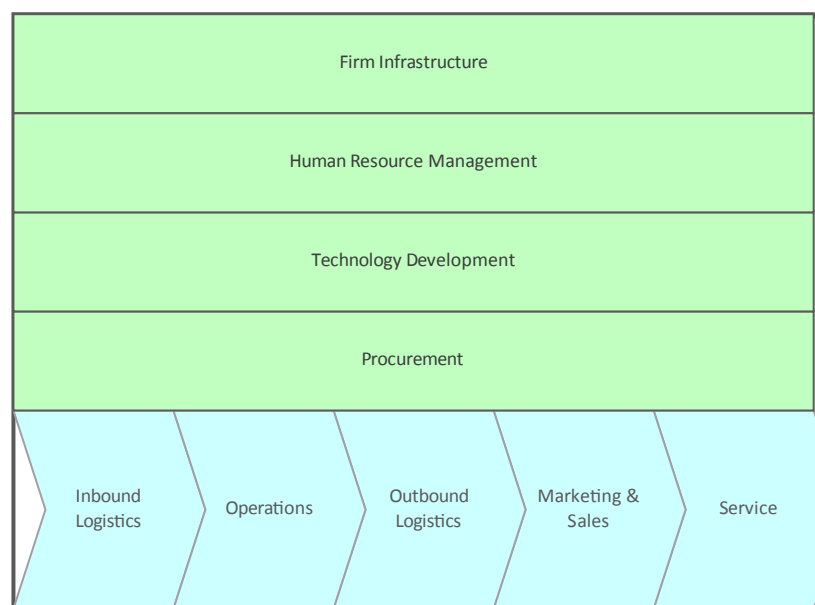 Firm Infrastructure
Human Resource Management
Technology Development
Procurement
Inbound
Logistics
Operations
Outbound
Logistics
Marketing &
Sales
Service